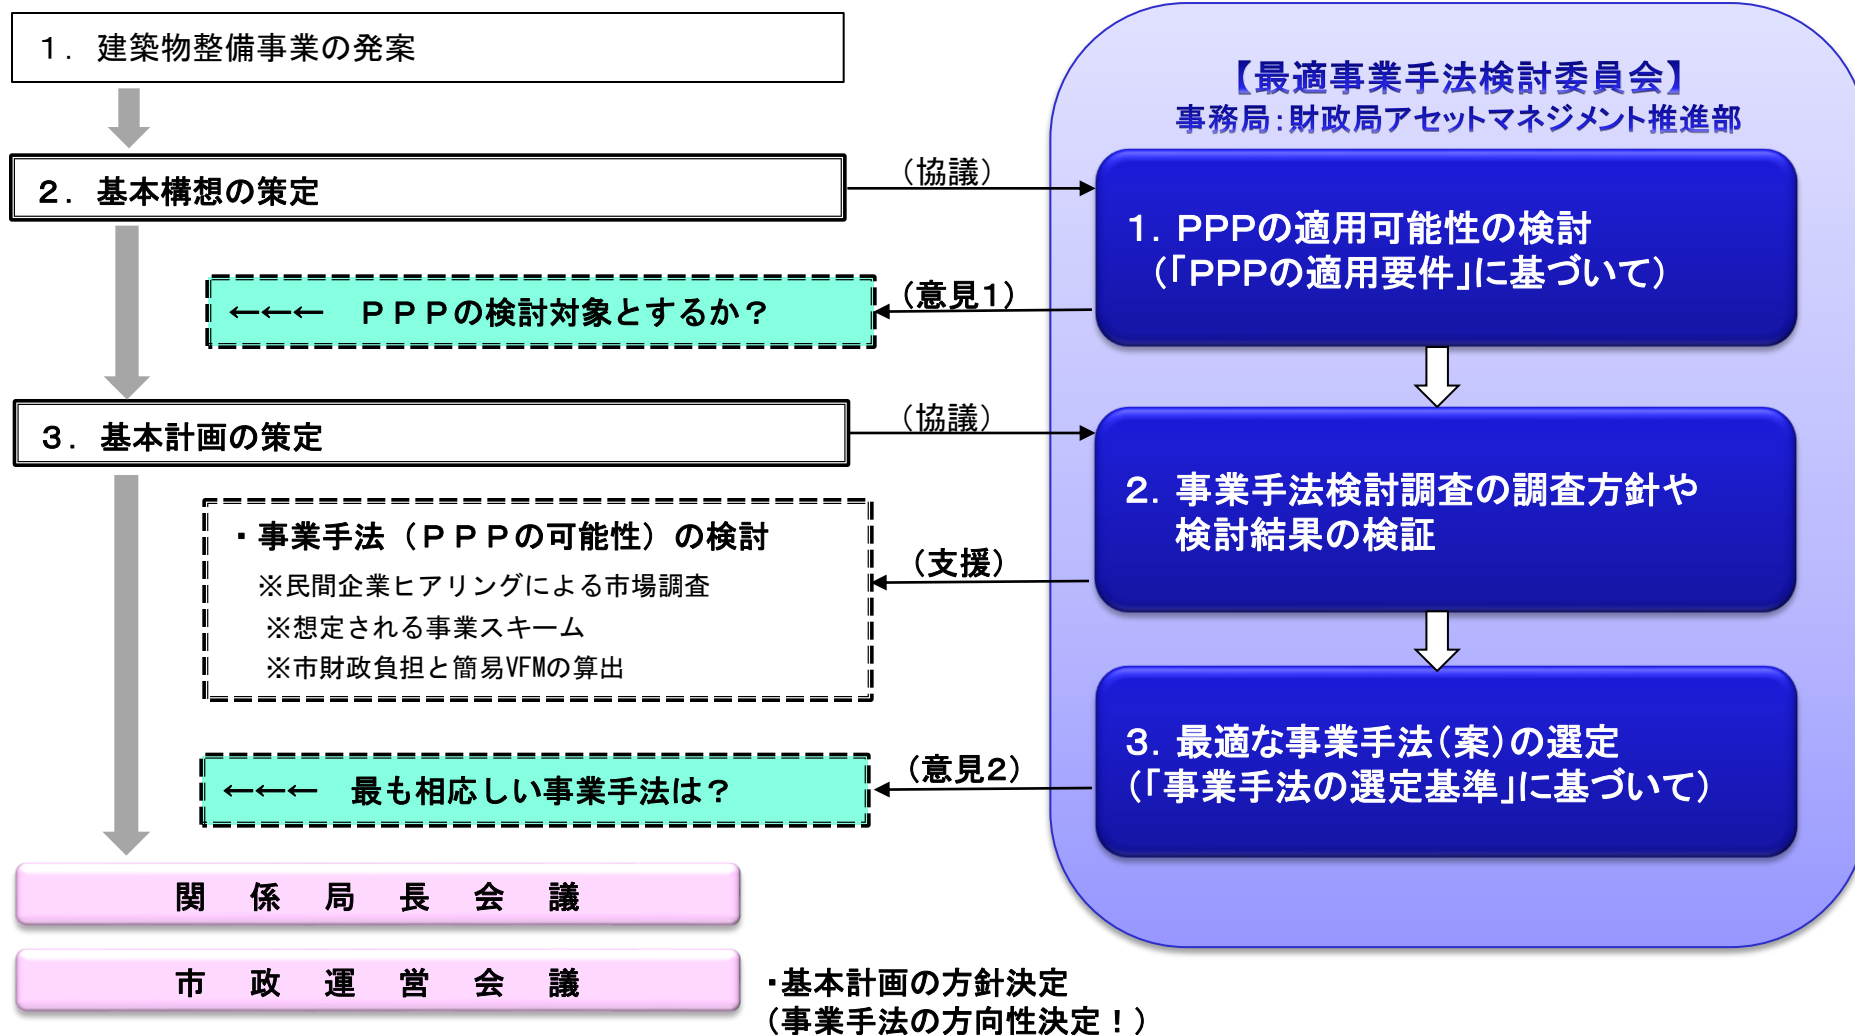 １．建築物整備事業の発案
２．基本構想の策定
（協議）
←←←　ＰＰＰの検討対象とするか？
（意見1）
３．基本計画の策定
（協議）
・事業手法（ＰＰＰの可能性）の検討
※民間企業ヒアリングによる市場調査
※想定される事業スキーム
※市財政負担と簡易VFMの算出
（支援）
←←←　最も相応しい事業手法は？
（意見2）
関係局長会議
市政運営会議
・基本計画の方針決定
（事業手法の方向性決定！）
【最適事業手法検討委員会】
事務局：財政局アセットマネジメント推進部
１．PPPの適用可能性の検討
（「PPPの適用要件」に基づいて）
２．事業手法検討調査の調査方針や
検討結果の検証
３．最適な事業手法（案）の選定
（「事業手法の選定基準」に基づいて）